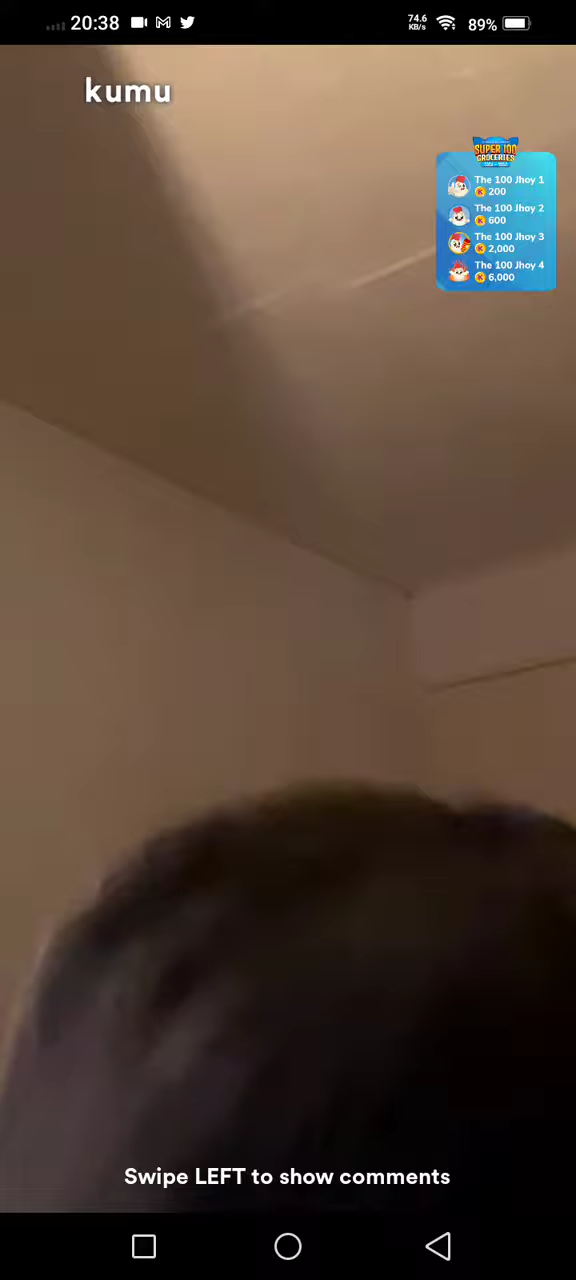 20:38
74.6
KB/s
89%
kumu
SUPER 100
GROCERIES
The 100 Jhoy 1
200
The 100 Jhoy 2
600
The 100 Jhoy 3
2,000
The 100 Jhoy 4
6,000
Swipe LEFT to show comments